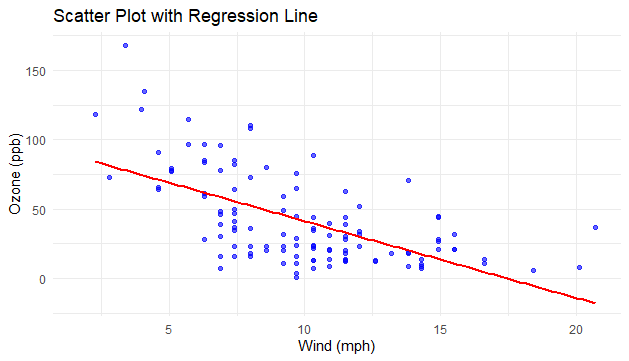 Scatter Plot with Regression Line
150
100
50
0
Ozone (ppb)
5 10 15 20
Wind (mph)